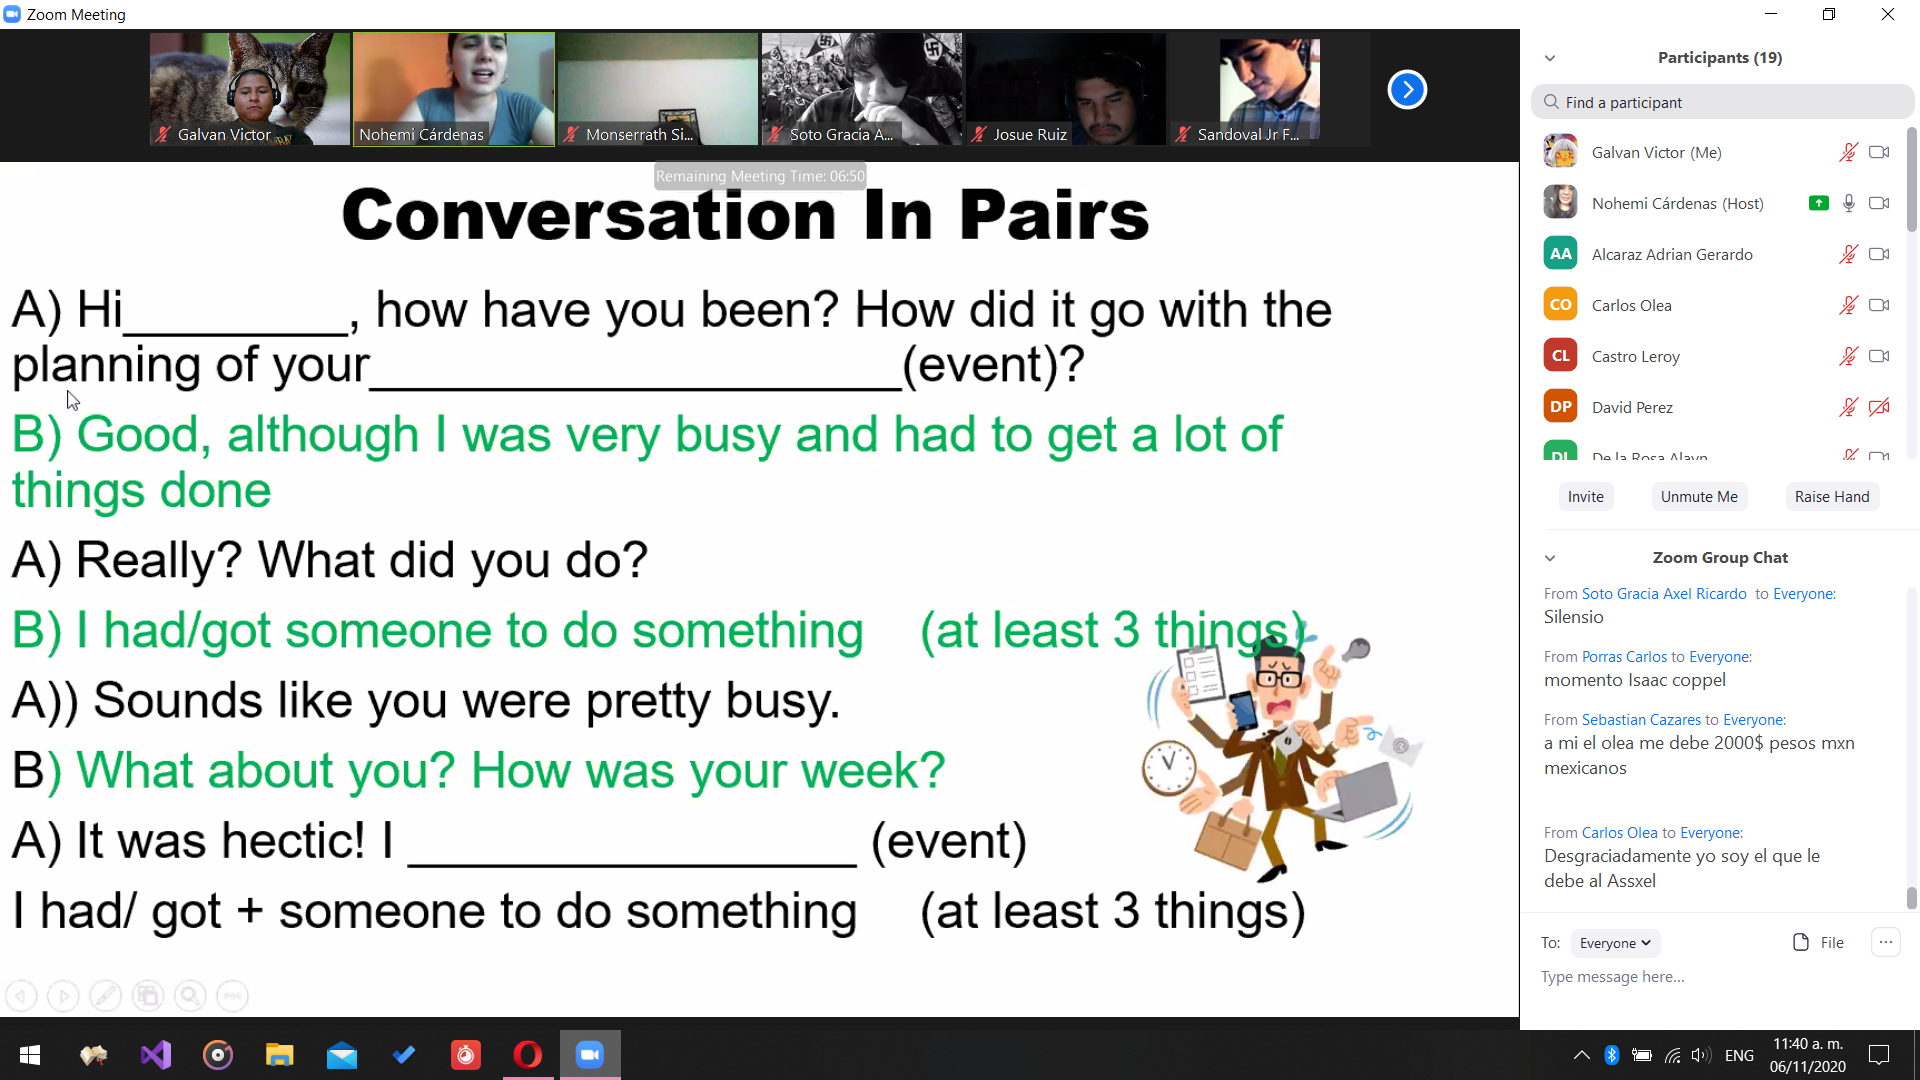 Zoom Meeting
Galvan Victor
Nohemi Cárdenas
Monserrath Si...
Soto Gracia A...
Josue Ruiz
Sandoval Jr F...
Remaining Meeting Time: 06:50
Conversation In Pairs
A) Hi________, how have you been? How did it go with the
planning of your___________________(event)?
B) Good, although I was very busy and had to get a lot of
things done
A) Really? What did you do?
B) I had/got someone to do something (at least 3 things)
A)) Sounds like you were pretty busy.
B) What about you? How was your week?
A) It was hectic! I ________________ (event)
I had/ got + someone to do something (at least 3 things)
Participants (19)
Find a participant
Galvan Victor (Me)
Nohemi Cárdenas (Host)
AA Alcaraz Adrian Gerardo
CO Carlos Olea
CL Castro Leroy
DP David Perez
DL De la Rosa Alayn
Invite
Unmute Me
Raise Hand
Zoom Group Chat
From Soto Gracia Axel Ricardo to Everyone:
Silensio
From Porras Carlos to Everyone:
momento Isaac coppel
From Sebastian Cazares to Everyone:
a mi el olea me debe 2000$ pesos mxn
mexicanos
From Carlos Olea to Everyone:
Desgraciadamente yo soy el que le
debe al Assxel
To: Everyone
File
Type message here...
ENG
11:40 a. m.
06/11/2020